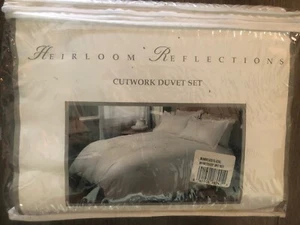 HEIRLOOM REFLECTIONS
CUTWORK DUVET SET